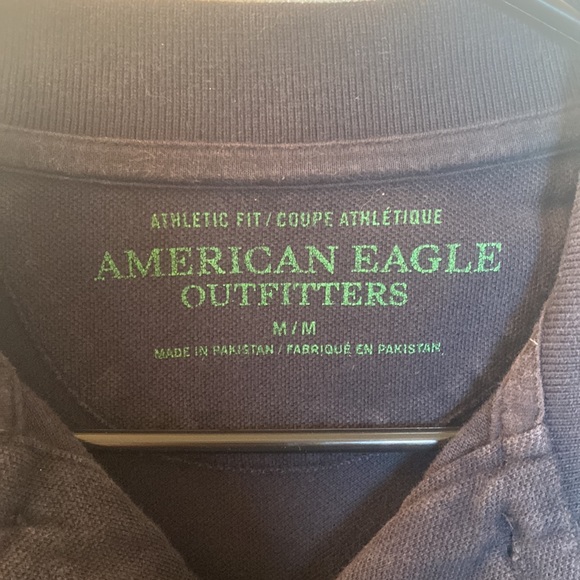 ATHLETIC FIT / COUPE ATHLÉTIQUE
AMERICAN EAGLE
OUTFITTERS
M / M
MADE IN PAKISTAN / FABRIQUÉ EN PAKISTAN